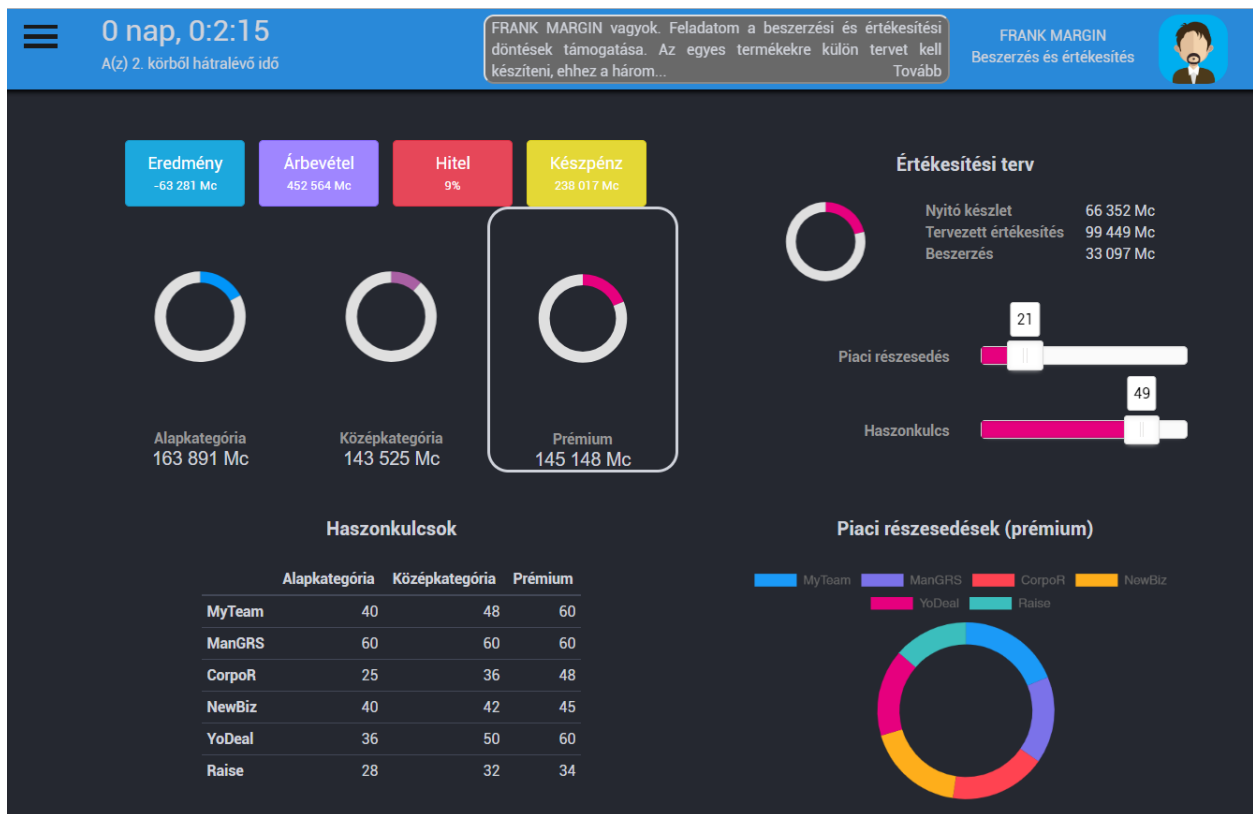 0 nap, 0:2:15
A(z) 2. körből hátralévő idő
FRANK MARGIN vagyok. Feladatom a beszerzési és értékesítési
döntések támogatása. Az egyes termékekre külön tervet kell
készíteni, ehhez a három... Tovább
FRANK MARGIN
Beszerzés és értékesítés
Eredmény
-63 281 Mc
Árbevétel
452 564 Mc
Hitel
9%
Készpénz
238 017 Mc
Alapkategória
163 891 Mc
Középkategória
143 525 Mc
Prémium
145 148 Mc
Értékesítési terv
Nyitó készlet 66 352 Mc
Tervezett értékesítés 99 449 Mc
Beszerzés 33 097 Mc
21
Piaci részesedés
49
Haszonkulcs
Haszonkulcsok
Alapkategória Középkategória Prémium
MyTeam 40 48 60
ManGRS 60 60 60
CorpoR 25 36 48
NewBiz 40 42 45
YoDeal 36 50 60
Raise 28 32 34
Piaci részesedések (prémium)
MyTeam ManGRS CorpoR NewBiz
YoDeal Raise